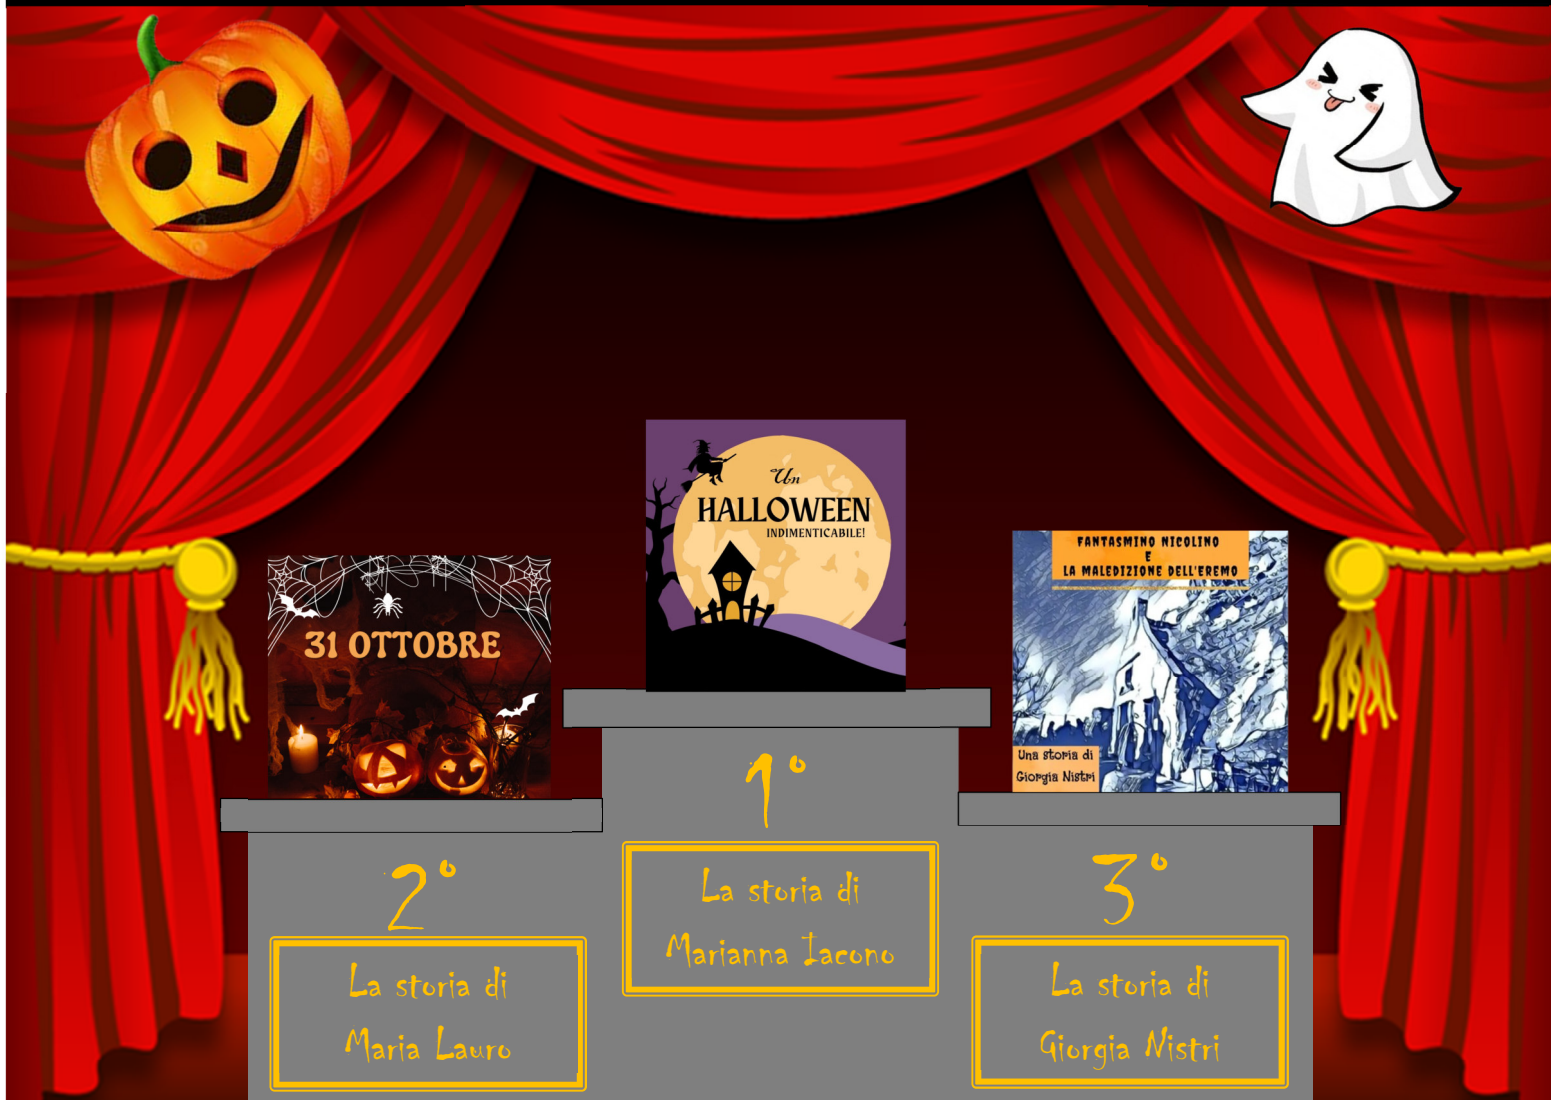 Un
HALLOWEEN
INDIMENTICABILE!
1°
La storia di
Marianna Iacono
31 OTTOBRE
2°
La storia di
Maria Lauro
FANTASMINO NICOLINO
E
LA MALEDIZIONE DELL'EREMO
Una storia di
Giorgia Nistri
3°
La storia di
Giorgia Nistri